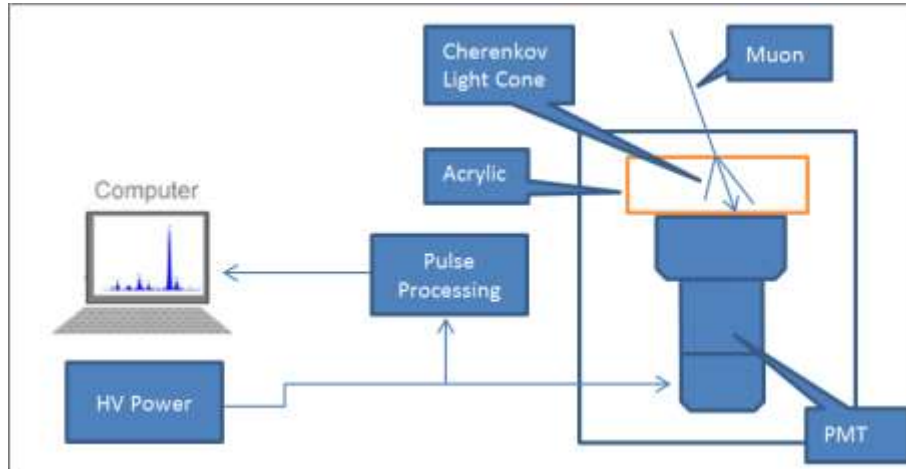 Cherenkov
Light Cone
Muon
Acrylic
Computer
Pulse
Processing
HV Power
PMT